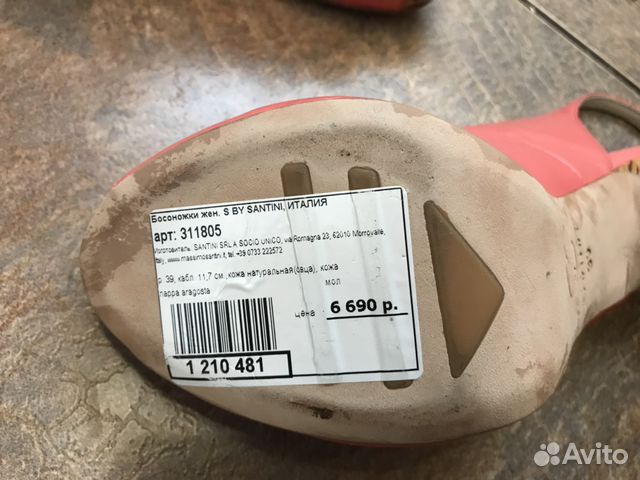 Босоножки жен. S BY SANTINI, ИТАЛИЯ
арт: 311805
Изготовитель: SANTINI SRL A SOCIO UNICO, via Romagna 23, 62010 Morrovalle,
Italy, www.massimosantini.it, tel. +39 0733 222572
р. 39, кабл. 11,7 см, кожа натуральная(овца), кожа
nappa aragosta
мол
цена : 6 690 р.
1 210 481
Avito